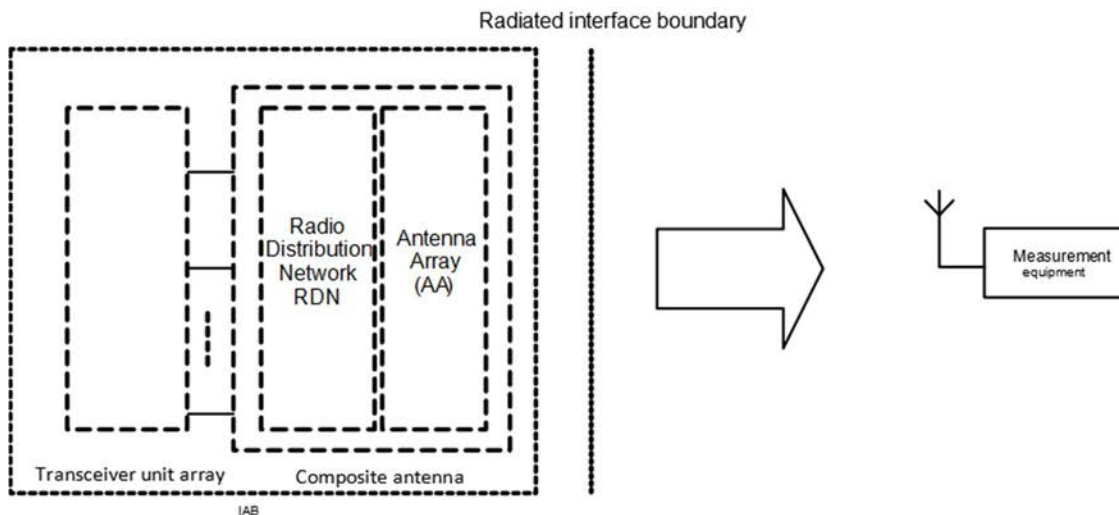 Radiated interface boundary
Radio
Distribution
Network
RDN
Antenna
Array
(AA)
Measurement
equipment
Transceiver unit array
Composite antenna
IAB